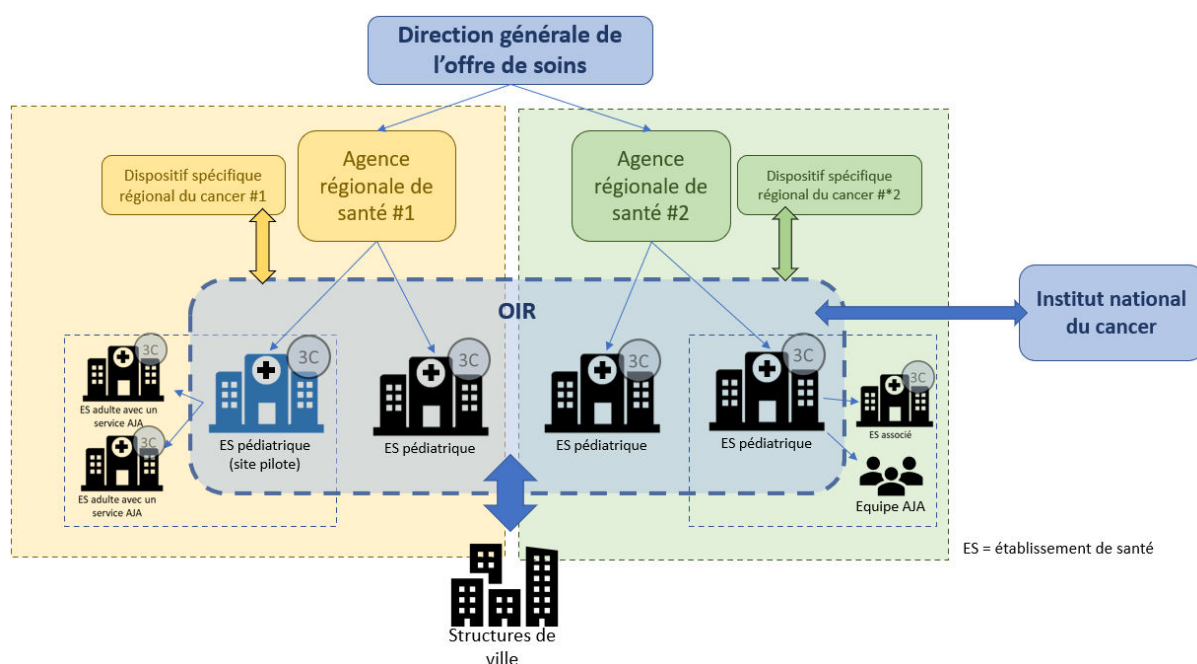 Direction générale de
l'offre de soins
Dispositif spécifique
régional du cancer #1
Agence
régionale de
santé #1
Agence
régionale de
santé #2
Dispositif spécifique
régional du cancer #*2
OIR
Institut national
du cancer
3C
ES adulte avec un
service AJA
3C
ES adulte avec un
service AJA
3C
ES pédiatrique
(site pilote)
3C
ES pédiatrique
3C
ES pédiatrique
3C
ES pédiatrique
3C
ES associé
Equipe AJA
ES = établissement de santé
Structures de
ville